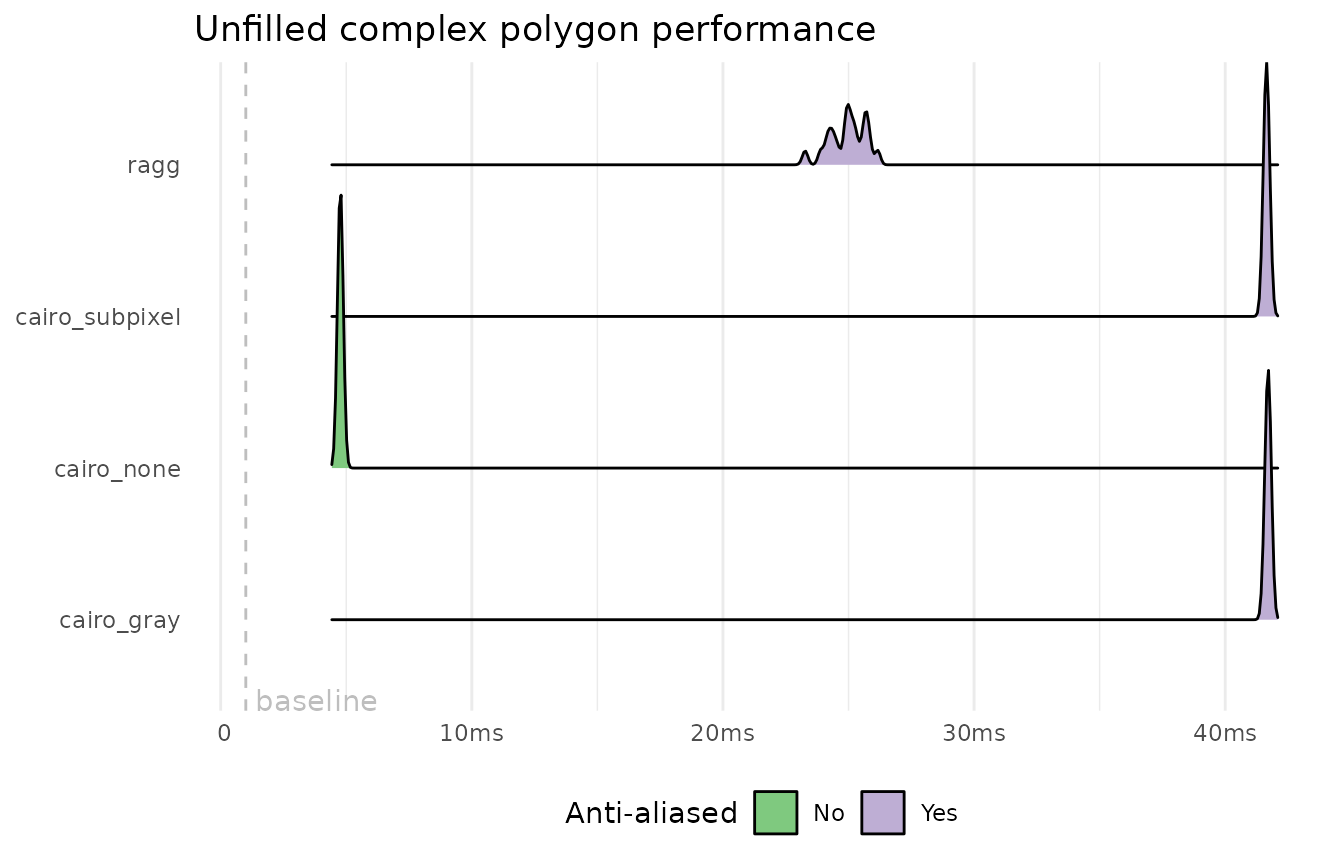 Unfilled complex polygon performance
ragg
cairo_subpixel
cairo_none
cairo_gray
baseline
0 10ms 20ms 30ms 40ms
Anti-aliased No Yes